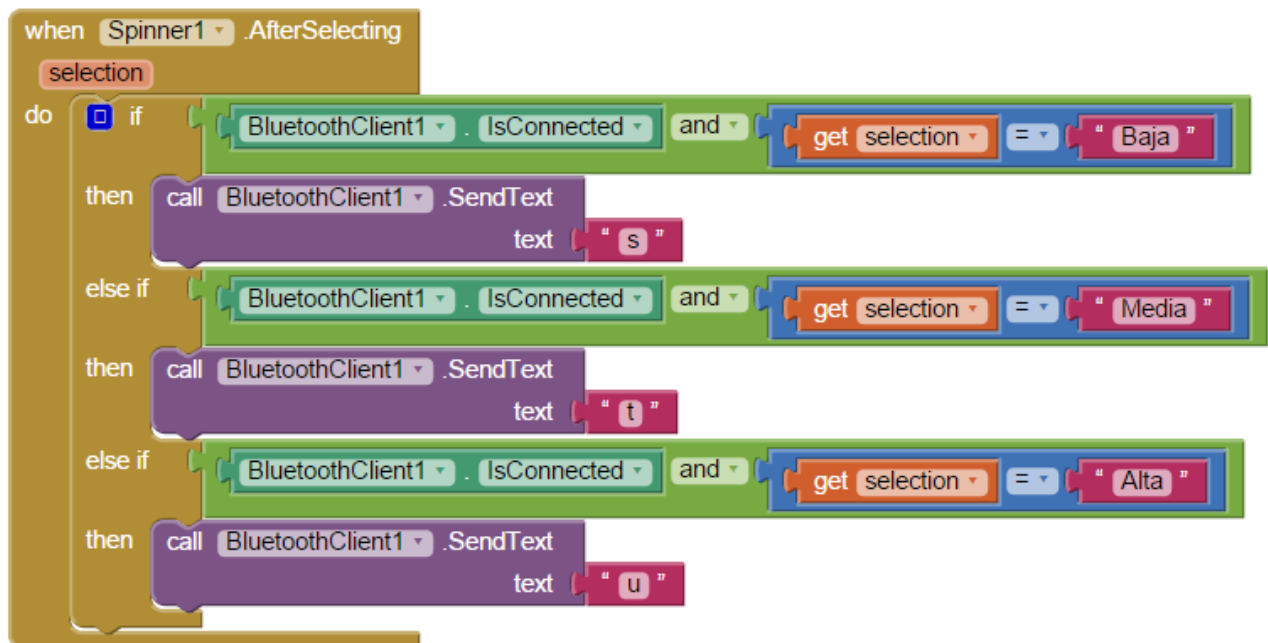 when Spinner1 .AfterSelecting
selection
do if BluetoothClient1 . IsConnected and get selection = " Baja "
then call BluetoothClient1 .SendText
text " s "
else if BluetoothClient1 . IsConnected and get selection = " Media "
then call BluetoothClient1 .SendText
text " t "
else if BluetoothClient1 . IsConnected and get selection = " Alta "
then call BluetoothClient1 .SendText
text " u "